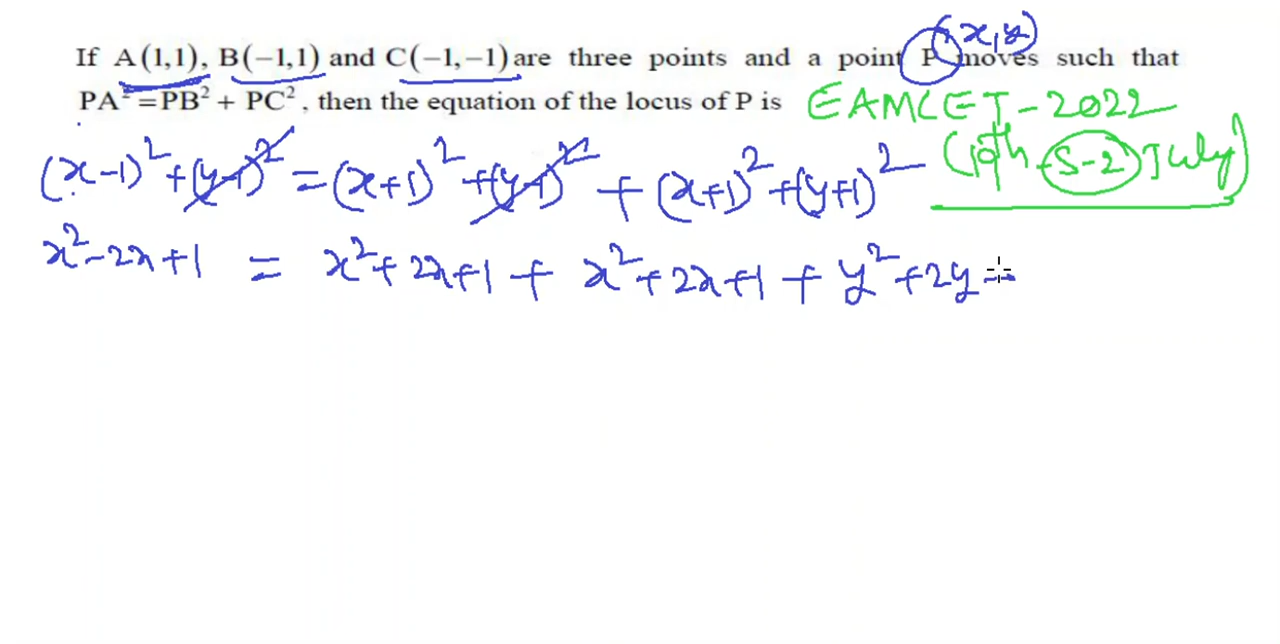 If A(1,1), B(−1,1) and C(−1,−1) are three points and a point P moves such that (x,y)
PA² = PB² + PC², then the equation of the locus of P is EAMCET-2022
(10th - S-2 July)
(x-1)² + (y-1)² = (x+1)² + (y-1)² + (x+1)² + (y+1)²
x² - 2x + 1 = x² + 2x + 1 + x² + 2x + 1 + y² + 2y